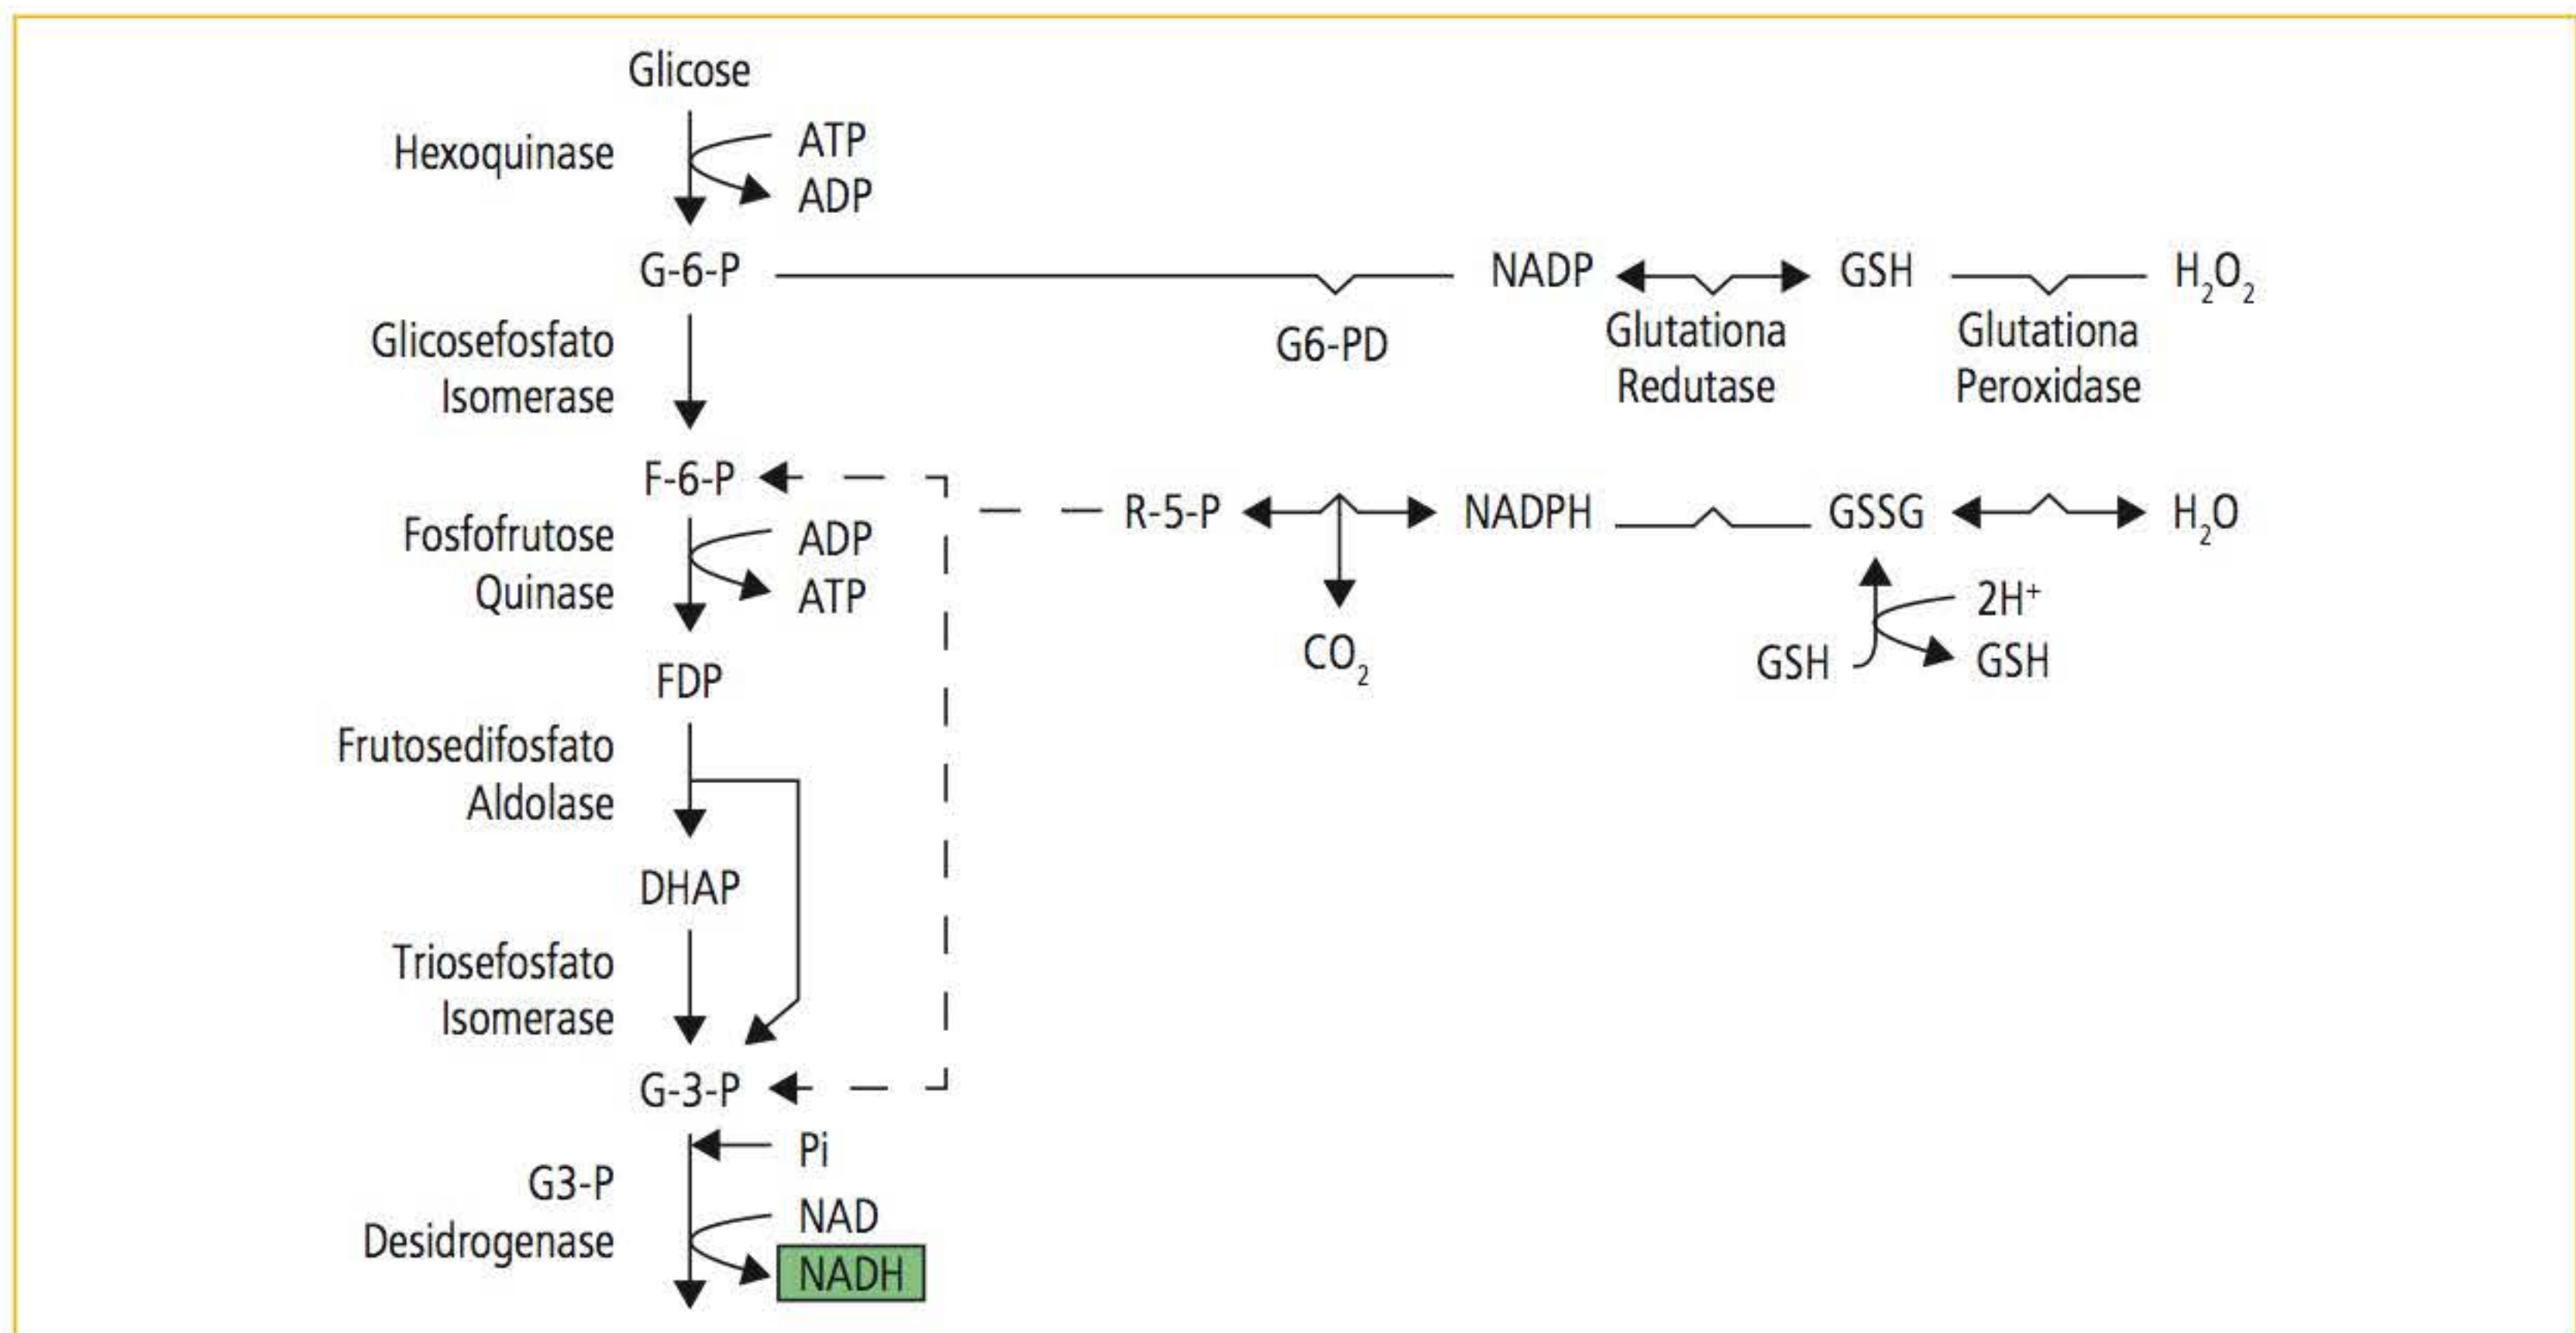 Glicose
Hexoquinase
ATP
ADP
G-6-P
NADP
GSH
H₂O₂
G6-PD
Glutationa
Redutase
Glutationa
Peroxidase
Glicosefosfato
Isomerase
F-6-P
R-5-P
NADPH
GSSG
H₂O
CO₂
2H⁺
GSH
GSH
Fosfofrutose
Quinase
ADP
ATP
FDP
Frutosedifosfato
Aldolase
DHAP
Triosefosfato
Isomerase
G-3-P
G3-P
Desidrogenase
Pi
NAD
NADH